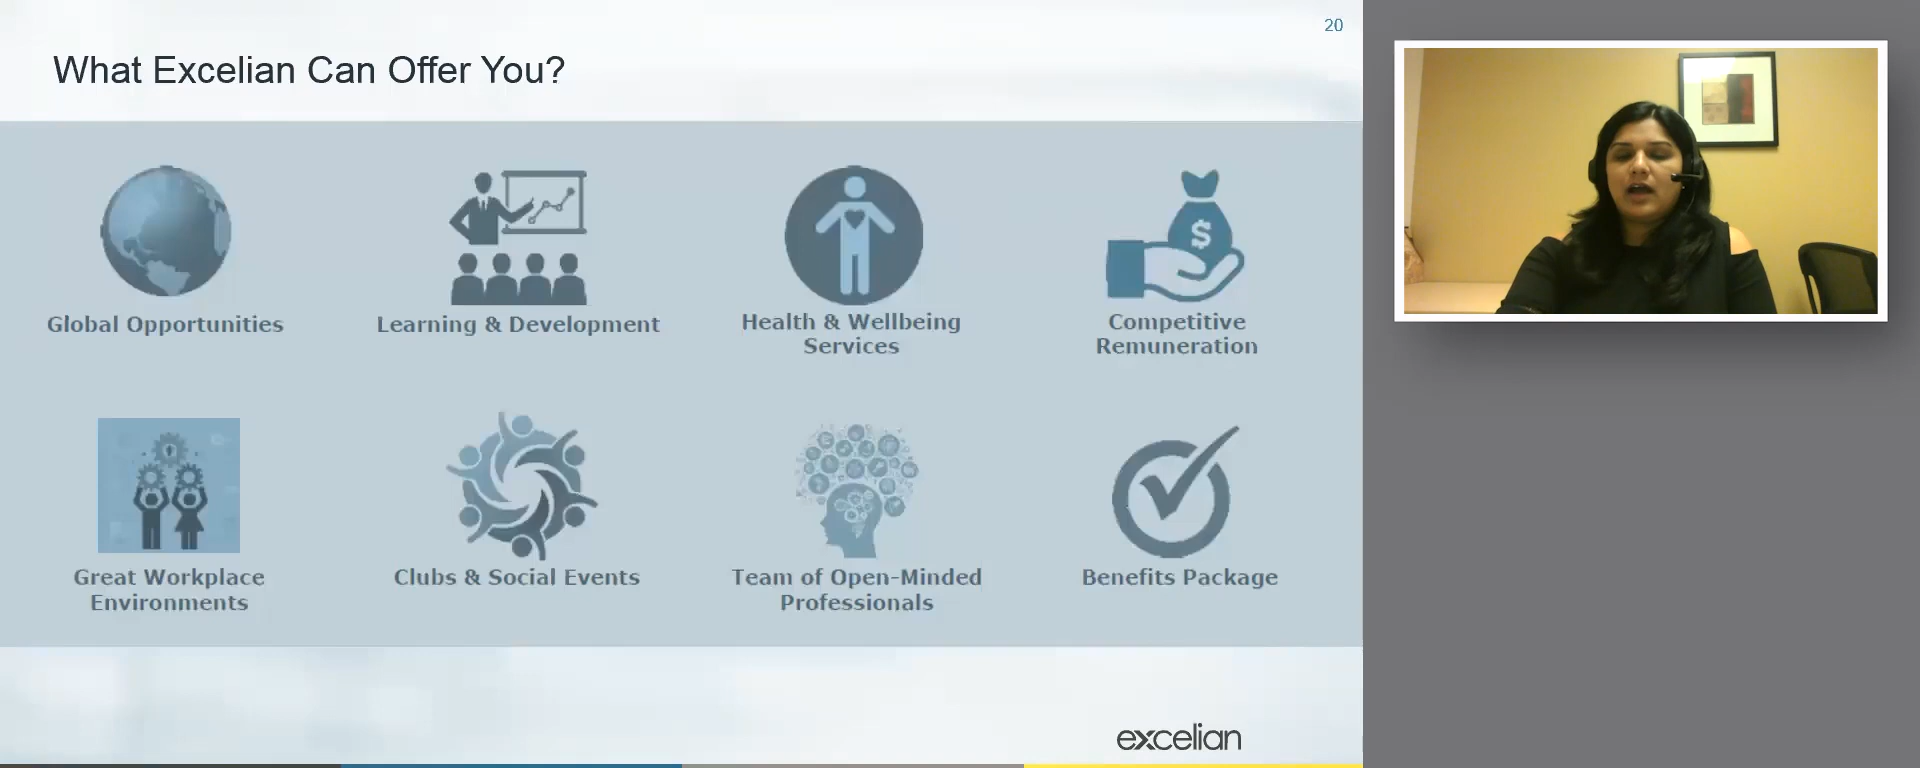 20
What Excelian Can Offer You?
Global Opportunities
Learning & Development
Health & Wellbeing
Services
Competitive
Remuneration
$
Great Workplace
Environments
Clubs & Social Events
Team of Open-Minded
Professionals
Benefits Package
excelian